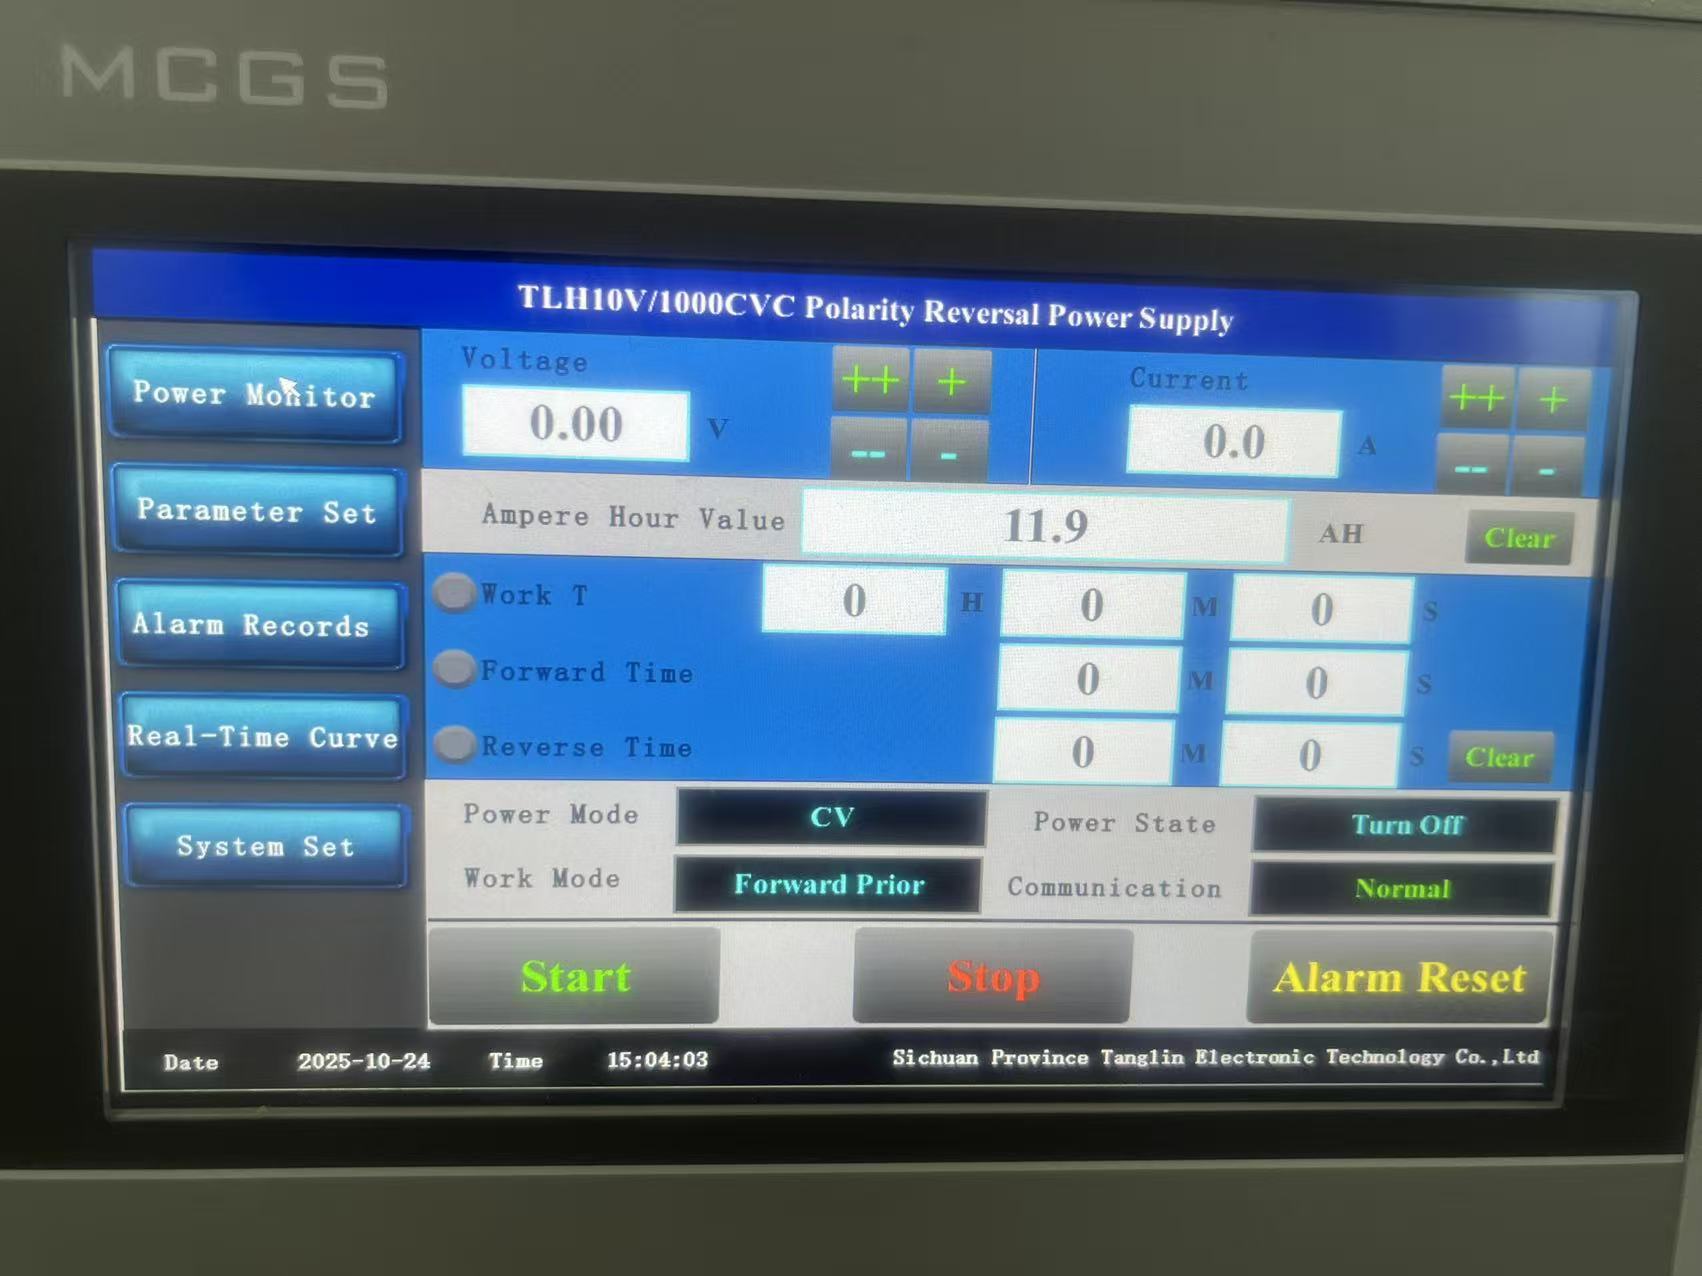 MCGS
TLH10V/1000CVC Polarity Reversal Power Supply
Power Monitor
Parameter Set
Alarm Records
Real-Time Curve
System Set
Voltage
0.00 V
++ +
-- -
Current
0.0 A
++ +
-- -
Ampere Hour Value 11.9 AH Clear
Work T 0 H 0 M 0 S
Forward Time 0 M 0 S
Reverse Time 0 M 0 S Clear
Power Mode CV Power State Turn Off
Work Mode Forward Prior Communication Normal
Start Stop Alarm Reset
Date 2025-10-24 Time 15:04:03 Sichuan Province Tanglin Electronic Technology Co.,Ltd